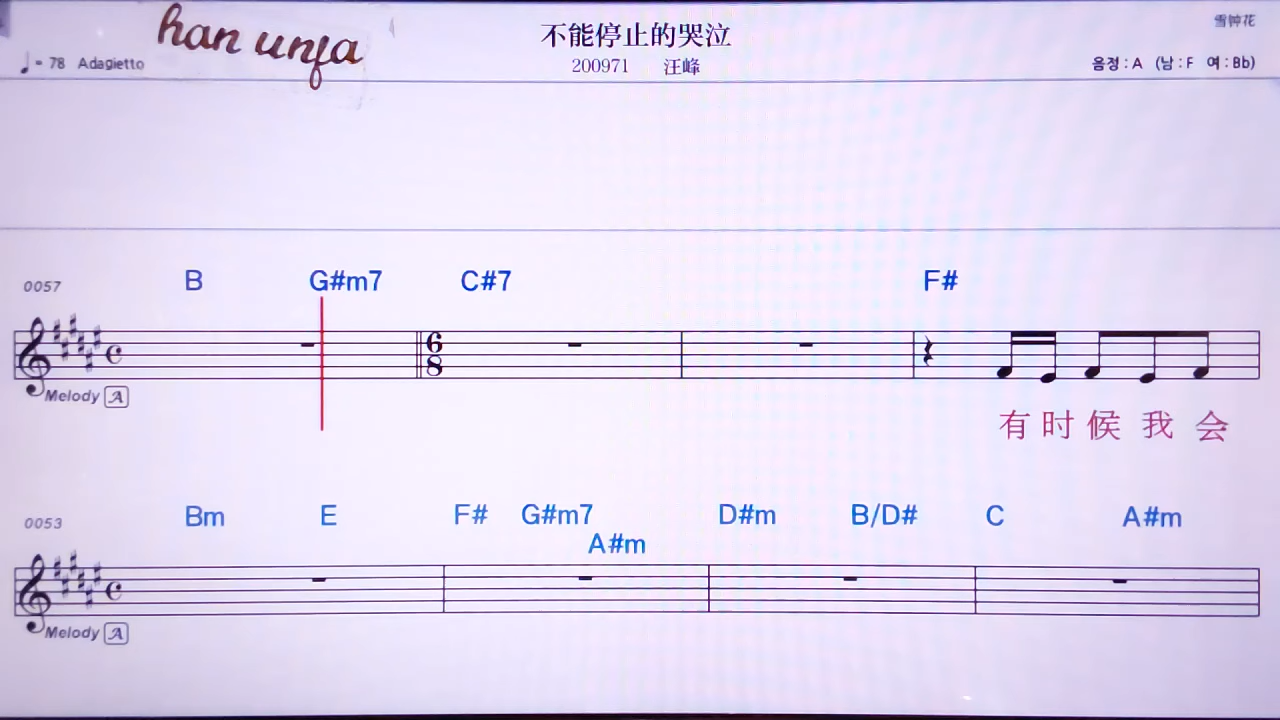 han unfa
不能停止的哭泣
雪钟花
♩= 78 Adagietto
200971 汪峰
음정 : A (남 : F 여 : Bb)
0057 B G#m7 C#7 F#
6 8
Melody A
有时候我会
0053 Bm E F# G#m7 D#m B/D# C A#m
A#m
Melody A